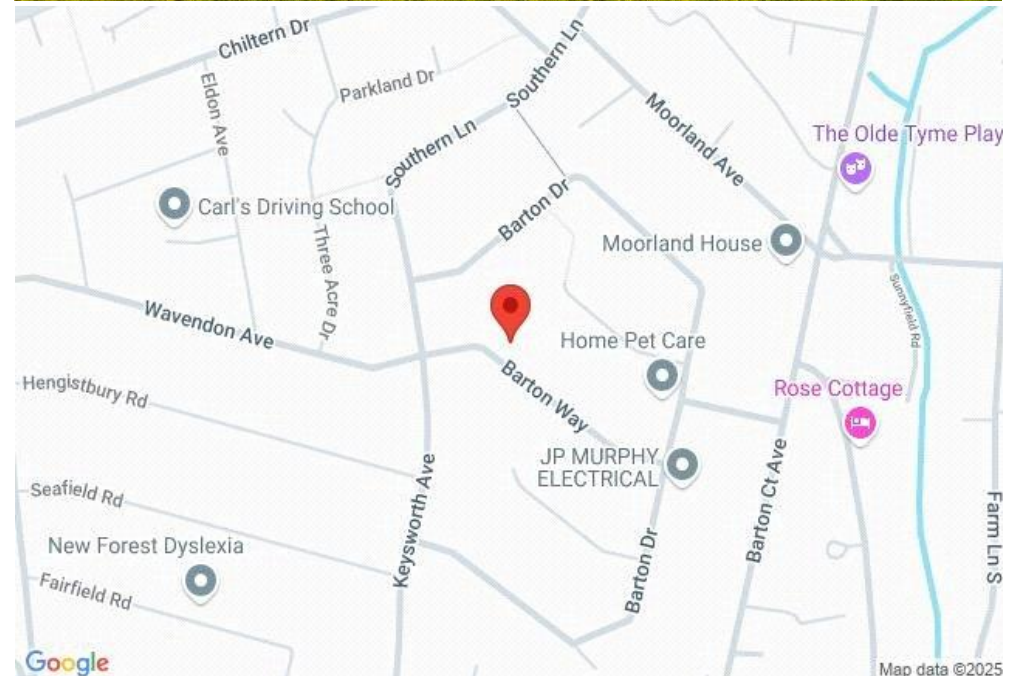 Chiltern Dr
Southern Ln
Parkland Dr
Eldon Ave
Moorland Ave
The Olde Tyme Play
Southern Ln
Carl's Driving School
Barton Dr
Moorland House
Three Acre Dr
Sunnyfield Rd
Wavendon Ave
Home Pet Care
Hengistbury Rd
Barton Way
Rose Cottage
JP MURPHY
ELECTRICAL
Seafield Rd
Keysworth Ave
Barton Ct Ave
Farm Ln S
New Forest Dyslexia
Barton Dr
Fairfield Rd
Google
Map data ©2025